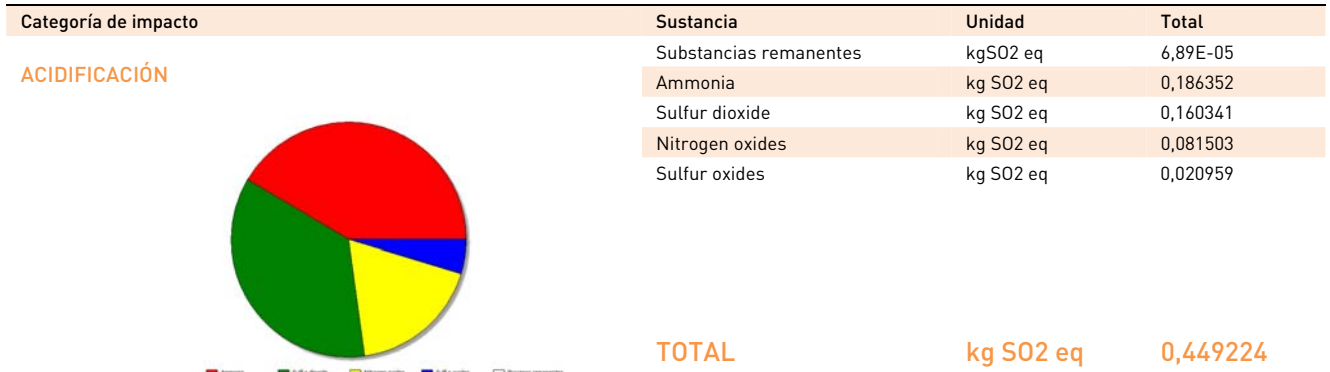 Categoría de impacto Sustancia Unidad Total
ACIDIFICACIÓN
Substancias remanentes kgSO2 eq 6,89E-05
Ammonia kg SO2 eq 0,186352
Sulfur dioxide kg SO2 eq 0,160341
Nitrogen oxides kg SO2 eq 0,081503
Sulfur oxides kg SO2 eq 0,020959
TOTAL kg SO2 eq 0,449224